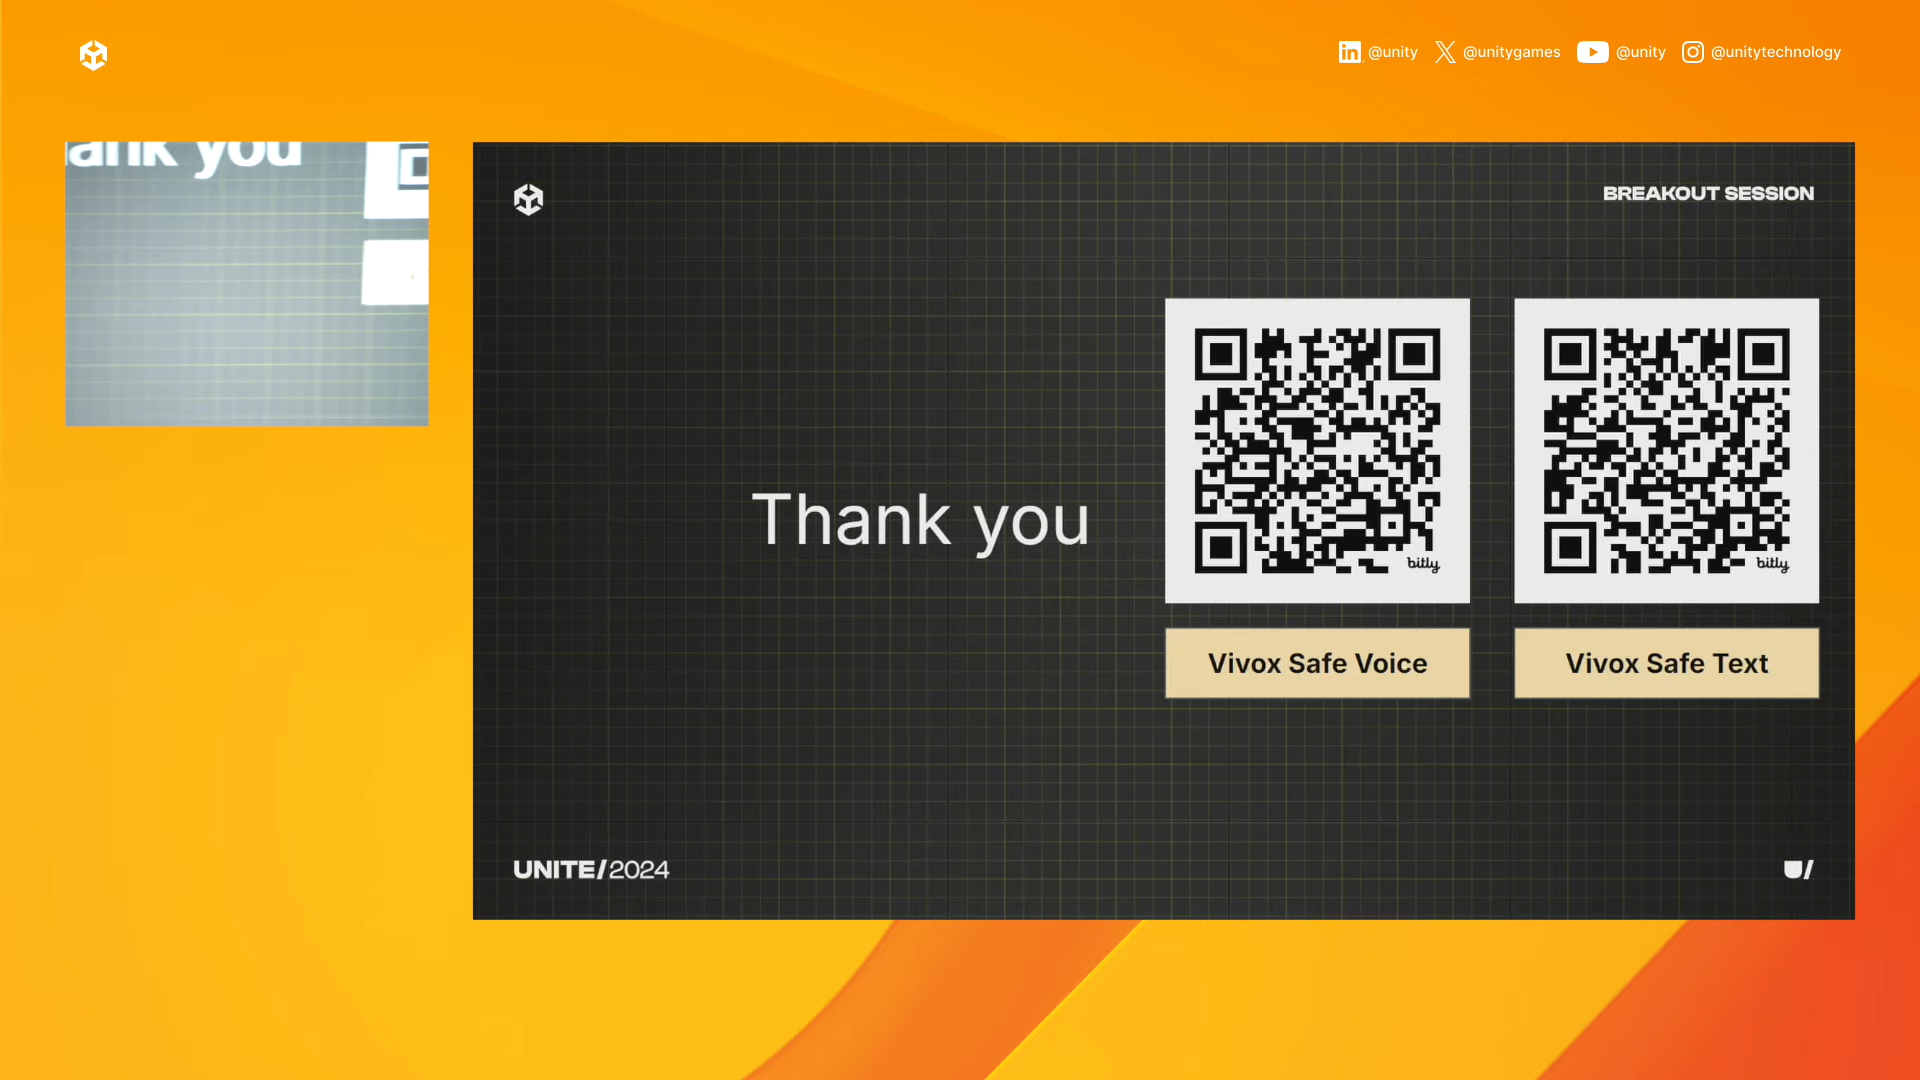 @unity @unitygames @unity @unitytechnology
ank you
BREAKOUT SESSION
Thank you
bitly
bitly
Vivox Safe Voice
Vivox Safe Text
UNITE/2024
U/